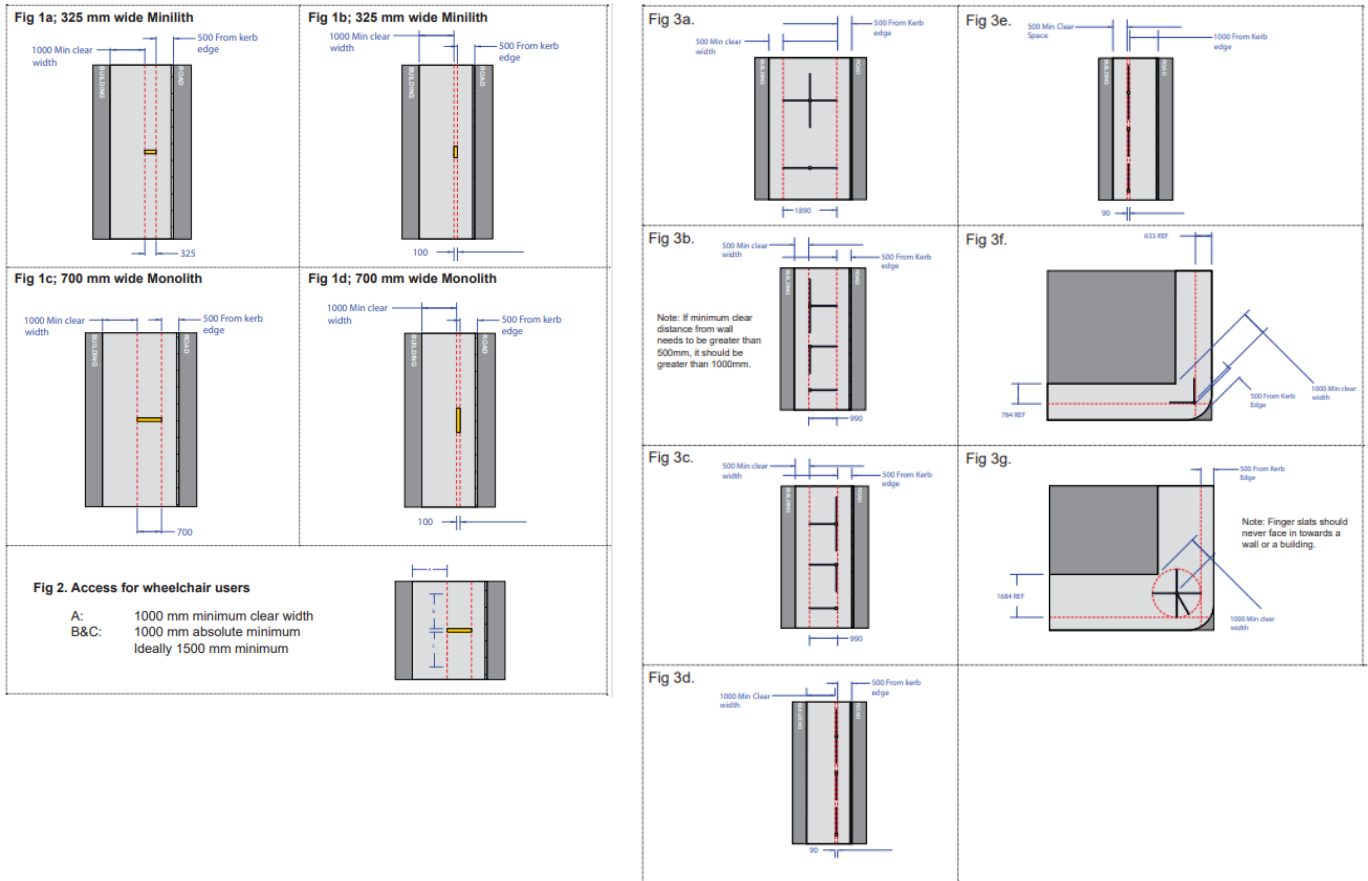 Fig 1a; 325 mm wide Minilith
1000 Min clear
width
500 From kerb
edge
BUILDING
ROAD
325
Fig 1b; 325 mm wide Minilith
1000 Min clear
width
500 From kerb
edge
BUILDING
ROAD
100
Fig 1c; 700 mm wide Monolith
1000 Min clear
width
500 From kerb
edge
BUILDING
ROAD
700
Fig 1d; 700 mm wide Monolith
1000 Min clear
width
500 From kerb
edge
BUILDING
ROAD
100
Fig 2. Access for wheelchair users
A: 1000 mm minimum clear width
B&C: 1000 mm absolute minimum
Ideally 1500 mm minimum
A
B
C
Fig 3a.
500 Min clear
width
500 From Kerb
edge
BUILDING
ROAD
1890
Fig 3e.
500 Min Clear
Space
1000 From Kerb
edge
BUILDING
ROAD
90
Fig 3b.
500 Min clear
width
500 From Kerb
edge
Note: If minimum clear
distance from wall
needs to be greater than
500mm, it should be
greater than 1000mm.
BUILDING
ROAD
990
Fig 3f.
633 REF
784 REF
500 From Kerb
Edge
1000 Min clear
width
Fig 3c.
500 Min clear
width
500 From Kerb
edge
BUILDING
ROAD
990
Fig 3g.
500 From Kerb
Edge
Note: Finger slats should
never face in towards a
wall or a building.
1684 REF
1000 Min clear
width
Fig 3d.
1000 Min Clear
width
500 From kerb
edge
BUILDING
ROAD
90